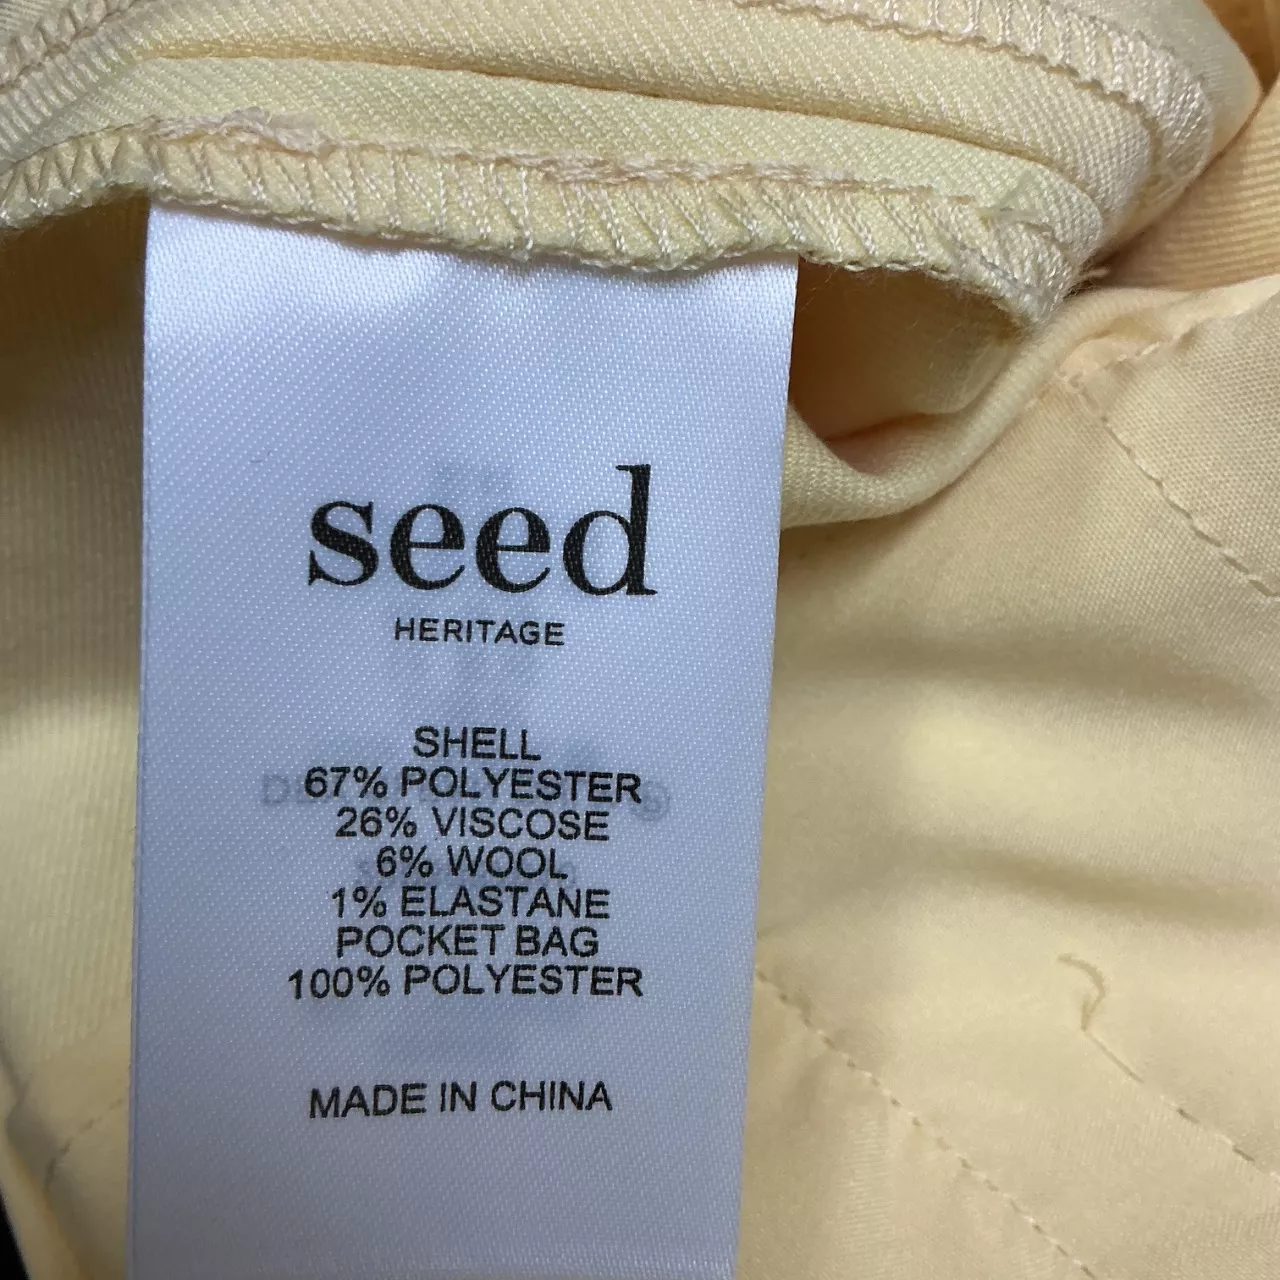 seed
HERITAGE
SHELL
67% POLYESTER
26% VISCOSE
6% WOOL
1% ELASTANE
POCKET BAG
100% POLYESTER
MADE IN CHINA